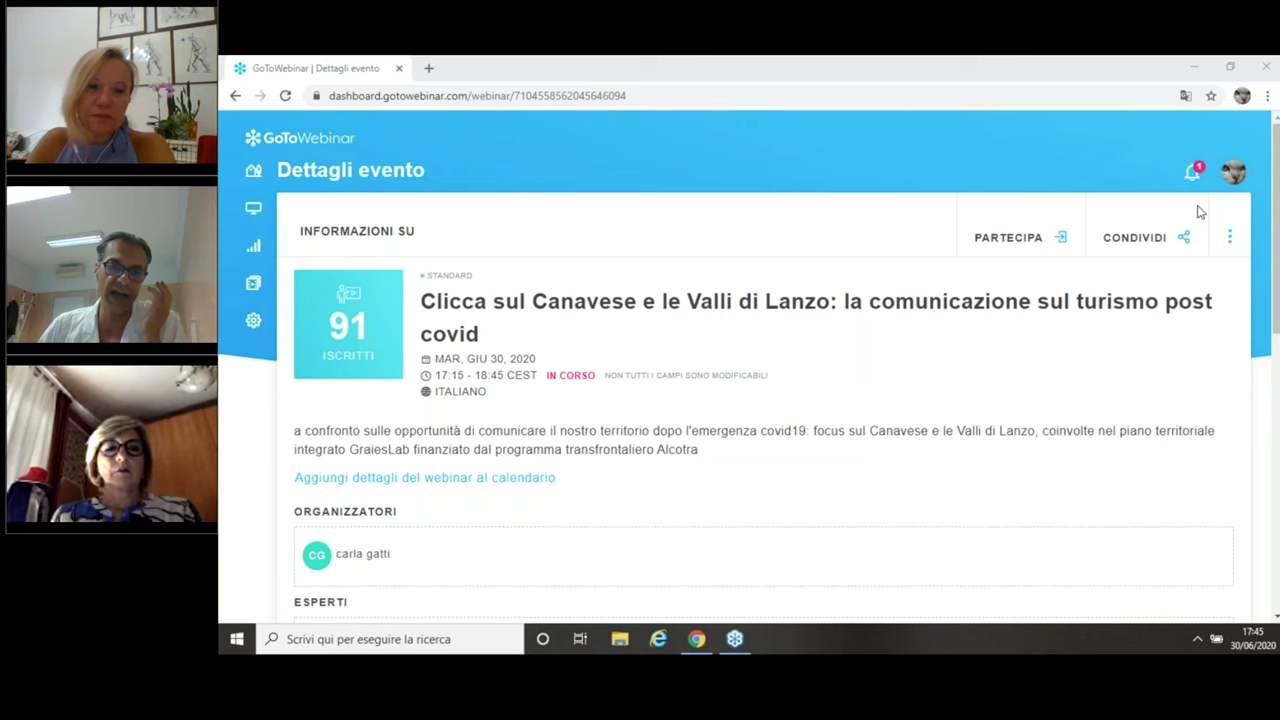 GoToWebinar | Dettagli evento
dashboard.gotowebinar.com/webinar/7104558562045646094
GoToWebinar
Dettagli evento
1
INFORMAZIONI SU
PARTECIPA
CONDIVIDI
91
ISCRITTI
STANDARD
Clicca sul Canavese e le Valli di Lanzo: la comunicazione sul turismo post
covid
MAR, GIU 30, 2020
17:15 - 18:45 CEST IN CORSO NON TUTTI I CAMPI SONO MODIFICABILI
ITALIANO
a confronto sulle opportunità di comunicare il nostro territorio dopo l'emergenza covid19: focus sul Canavese e le Valli di Lanzo, coinvolte nel piano territoriale
integrato GraiesLab finanziato dal programma transfrontaliero Alcotra
Aggiungi dettagli del webinar al calendario
ORGANIZZATORI
CG carla gatti
ESPERTI
Scrivi qui per eseguire la ricerca
17:45
30/06/2020